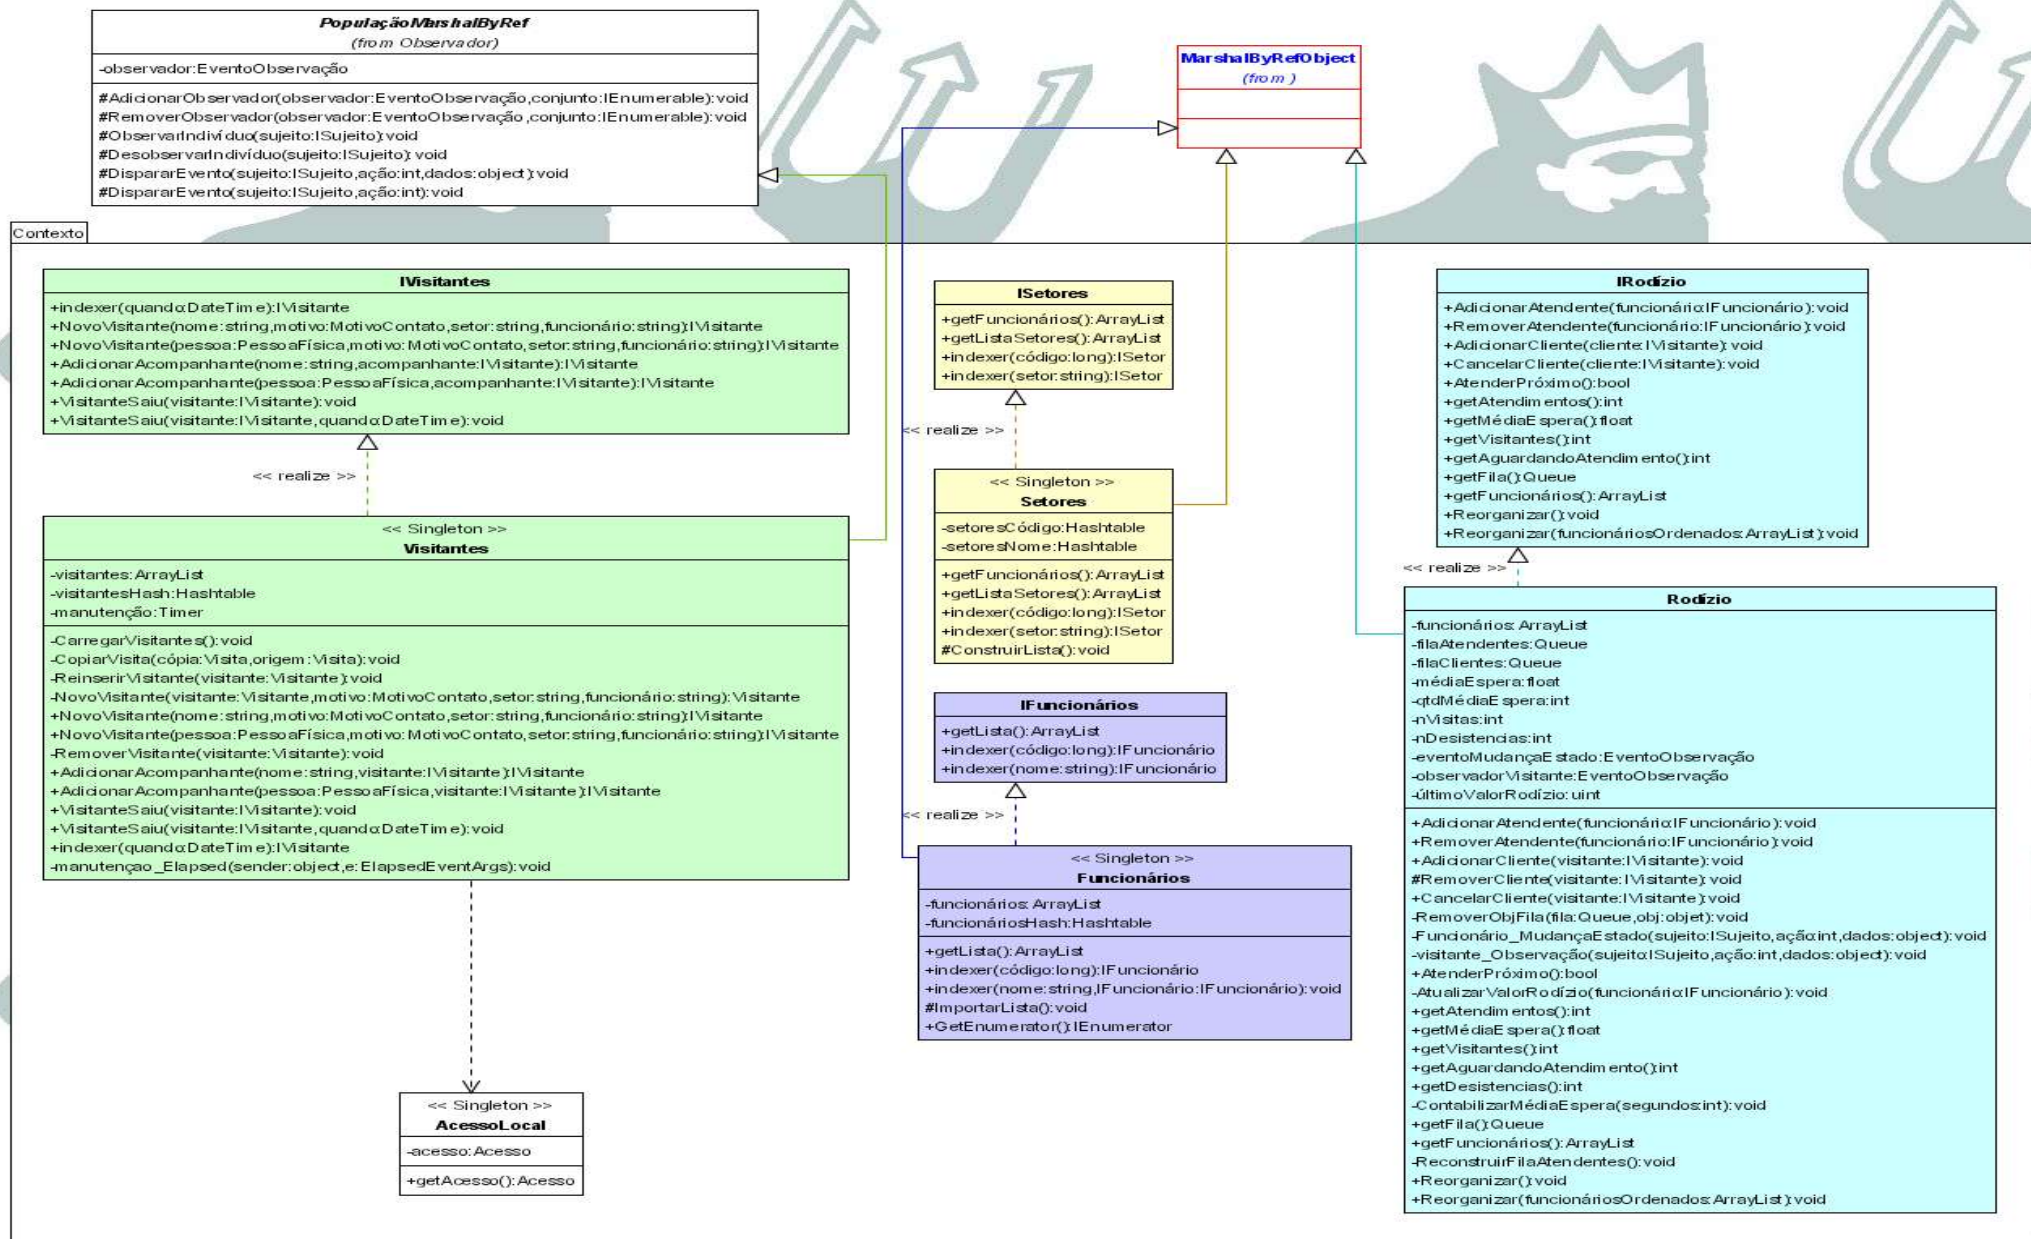 PopulaçãoMarshalByRef
(from Observador)
-observador:EventoObservação
#AdicionarObservador(observador:EventoObservação,conjunto:IEnumerable):void
#RemoverObservador(observador:EventoObservação,conjunto:IEnumerable):void
#ObservarIndivíduo(sujeito:ISujeito):void
#DesobservarIndivíduo(sujeito:ISujeito):void
#DispararEvento(sujeito:ISujeito,ação:int,dados:object):void
#DispararEvento(sujeito:ISujeito,ação:int):void
MarshalByRefObject
(from )
Contexto
IVisitantes
+indexer(quando:DateTime):IVisitante
+NovoVisitante(nome:string,motivo:MotivoContato,setor:string,funcionário:string):IVisitante
+NovoVisitante(pessoa:PessoaFísica,motivo:MotivoContato,setor:string,funcionário:string):IVisitante
+AdicionarAcompanhante(nome:string,acompanhante:IVisitante):IVisitante
+AdicionarAcompanhante(pessoa:PessoaFísica,acompanhante:IVisitante):IVisitante
+VisitanteSaiu(visitante:IVisitante):void
+VisitanteSaiu(visitante:IVisitante,quando:DateTime):void
<< realize >>
<< Singleton >>
Visitantes
-visitantes:ArrayList
-visitantesHash:Hashtable
-manutenção:Timer
-CarregarVisitantes():void
-CopiarVisita(cópia:Visita,origem:Visita):void
-ReinserirVisitante(visitante:Visitante):void
-NovoVisitante(visitante:Visitante,motivo:MotivoContato,setor:string,funcionário:string):Visitante
+NovoVisitante(nome:string,motivo:MotivoContato,setor:string,funcionário:string):IVisitante
+NovoVisitante(pessoa:PessoaFísica,motivo:MotivoContato,setor:string,funcionário:string):IVisitante
-RemoverVisitante(visitante:Visitante):void
+AdicionarAcompanhante(nome:string,visitante:IVisitante):IVisitante
+AdicionarAcompanhante(pessoa:PessoaFísica,visitante:IVisitante):IVisitante
+VisitanteSaiu(visitante:IVisitante):void
+VisitanteSaiu(visitante:IVisitante,quando:DateTime):void
+indexer(quando:DateTime):IVisitante
-manutençao_Elapsed(sender:object,e:ElapsedEventArgs):void
<< Singleton >>
AcessoLocal
-acesso:Acesso
+getAcesso():Acesso
ISetores
+getFuncionários():ArrayList
+getListaSetores():ArrayList
+indexer(código:long):ISetor
+indexer(setor:string):ISetor
<< realize >>
<< Singleton >>
Setores
-setoresCódigo:Hashtable
-setoresNome:Hashtable
+getFuncionários():ArrayList
+getListaSetores():ArrayList
+indexer(código:long):ISetor
+indexer(setor:string):ISetor
#ConstruirLista():void
IFuncionários
+getLista():ArrayList
+indexer(código:long):IFuncionário
+indexer(nome:string):IFuncionário
<< realize >>
<< Singleton >>
Funcionários
-funcionários:ArrayList
-funcionáriosHash:Hashtable
+getLista():ArrayList
+indexer(código:long):IFuncionário
+indexer(nome:string,IFuncionário:IFuncionário):void
#ImportarLista():void
+GetEnumerator():IEnumerator
IRodízio
+AdicionarAtendente(funcionário:IFuncionário):void
+RemoverAtendente(funcionário:IFuncionário):void
+AdicionarCliente(cliente:IVisitante):void
+CancelarCliente(cliente:IVisitante):void
+AtenderPróximo():bool
+getAtendimentos():int
+getMédiaEspera():float
+getVisitantes():int
+getAguardandoAtendimento():int
+getFila():Queue
+getFuncionários():ArrayList
+Reorganizar():void
+Reorganizar(funcionáriosOrdenados:ArrayList):void
<< realize >>
Rodízio
-funcionários:ArrayList
-filaAtendentes:Queue
-filaClientes:Queue
-médiaEspera:float
-qtdMédiaEspera:int
-nVisitas:int
-nDesistencias:int
-eventoMudançaEstado:EventoObservação
-observadorVisitante:EventoObservação
-últimoValorRodízio:uint
+AdicionarAtendente(funcionário:IFuncionário):void
+RemoverAtendente(funcionário:IFuncionário):void
+AdicionarCliente(visitante:IVisitante):void
#RemoverCliente(visitante:IVisitante):void
+CancelarCliente(visitante:IVisitante):void
-RemoverObjFila(fila:Queue,obj:objet):void
-Funcionário_MudançaEstado(sujeito:ISujeito,ação:int,dados:object):void
-visitante_Observação(sujeito:ISujeito,ação:int,dados:object):void
+AtenderPróximo():bool
-AtualizarValorRodízio(funcionário:IFuncionário):void
+getAtendimentos():int
+getMédiaEspera():float
+getVisitantes():int
+getAguardandoAtendimento():int
+getDesistencias():int
-ContabilizarMédiaEspera(segundos:int):void
+getFila():Queue
+getFuncionários():ArrayList
-ReconstruirFilaAtendentes():void
+Reorganizar():void
+Reorganizar(funcionáriosOrdenados:ArrayList):void